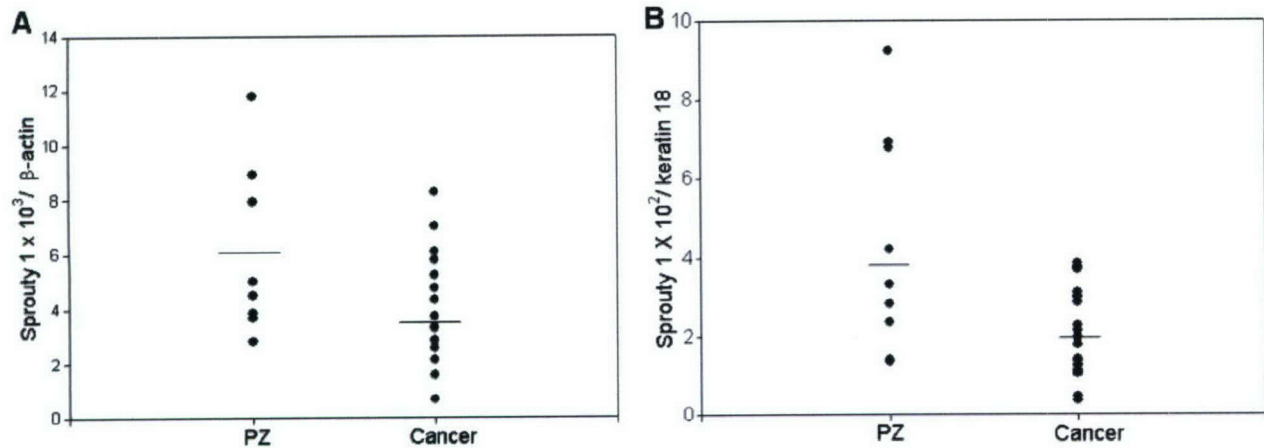 A
Sprouty 1 x 10³/ β-actin
14
12
10
8
6
4
2
0
PZ
Cancer
B
Sprouty 1 X 10²/ keratin 18
10
8
6
4
2
0
PZ
Cancer